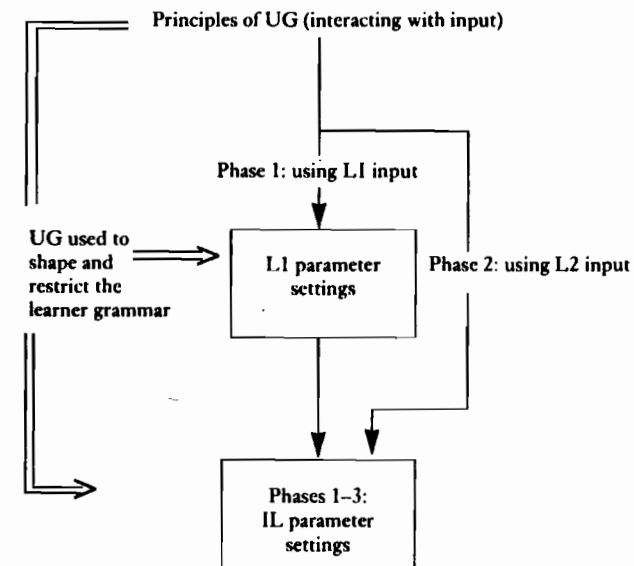 Principles of UG (interacting with input)
Phase 1: using L1 input
UG used to
shape and
restrict the
learner grammar
L1 parameter
settings
Phase 2: using L2 input
Phases 1–3:
IL parameter
settings